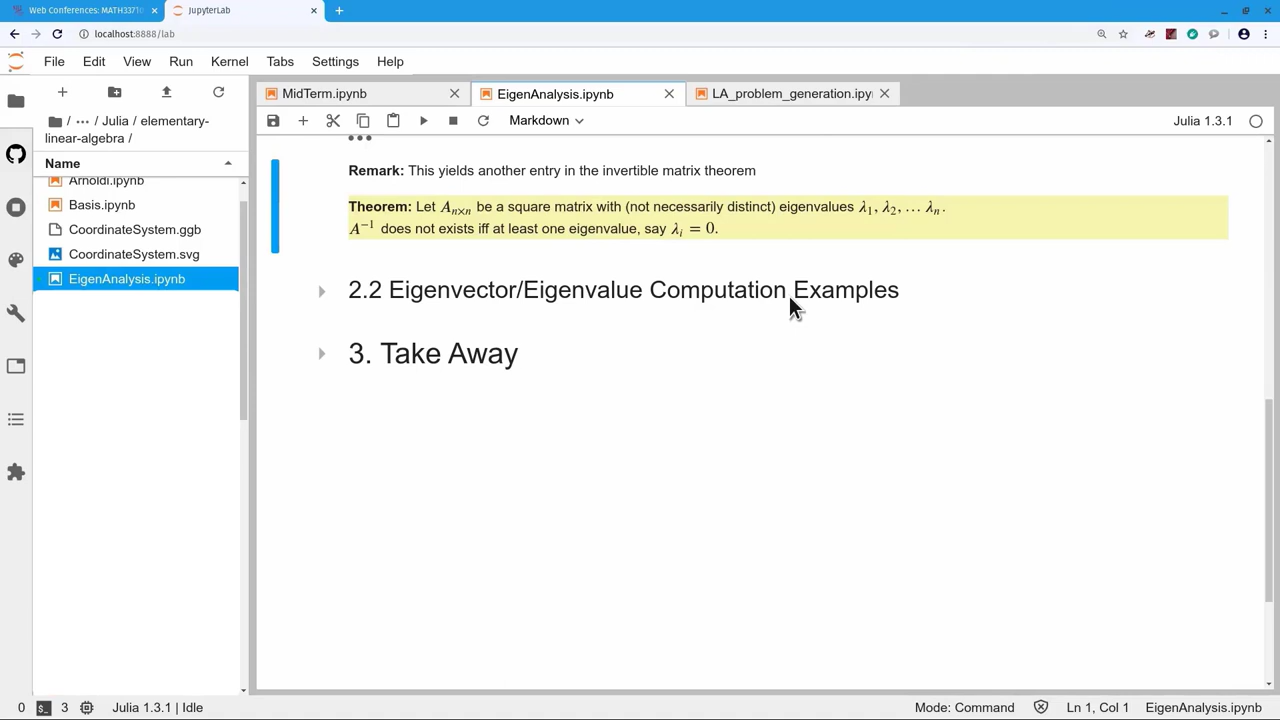 Web Conferences: MATH3371
JupyterLab
localhost:8888/lab
File Edit View Run Kernel Tabs Settings Help
MidTerm.ipynb
EigenAnalysis.ipynb
LA_problem_generation.ipy
Markdown
Julia 1.3.1
/ ··· / Julia / elementary-
linear-algebra /
Name
Arnoldi.ipynb
Basis.ipynb
CoordinateSystem.ggb
CoordinateSystem.svg
EigenAnalysis.ipynb
Remark: This yields another entry in the invertible matrix theorem
Theorem: Let Aₙₓₙ be a square matrix with (not necessarily distinct) eigenvalues λ₁, λ₂, … λₙ.
A⁻¹ does not exists iff at least one eigenvalue, say λᵢ = 0.
2.2 Eigenvector/Eigenvalue Computation Examples
3. Take Away
0 3 Julia 1.3.1 | Idle
Mode: Command Ln 1, Col 1 EigenAnalysis.ipynb